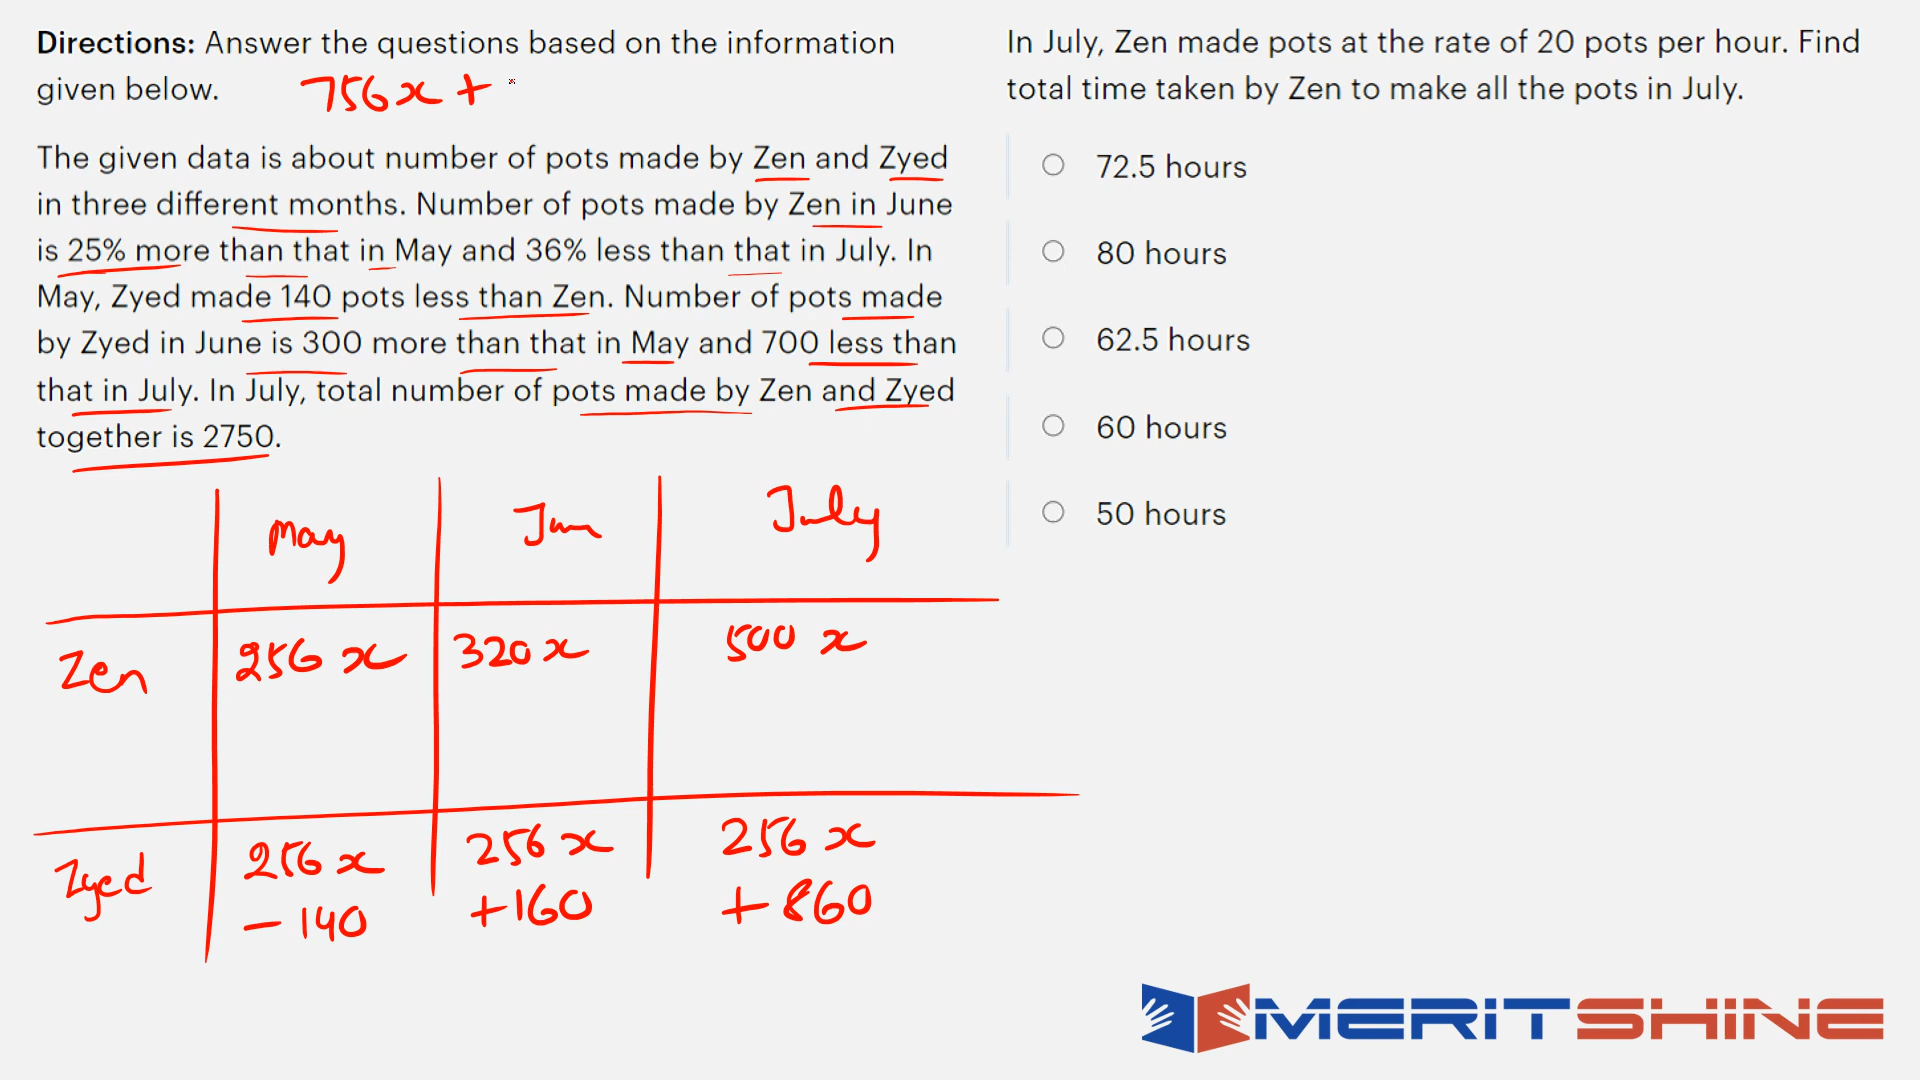 Directions: Answer the questions based on the information
given below.
756x +
The given data is about number of pots made by Zen and Zyed
in three different months. Number of pots made by Zen in June
is 25% more than that in May and 36% less than that in July. In
May, Zyed made 140 pots less than Zen. Number of pots made
by Zyed in June is 300 more than that in May and 700 less than
that in July. In July, total number of pots made by Zen and Zyed
together is 2750.
May Jun July
Zen 256x 320x 500x
Zyed 256x 256x 256x
- 140 +160 +860
In July, Zen made pots at the rate of 20 pots per hour. Find
total time taken by Zen to make all the pots in July.
72.5 hours
80 hours
62.5 hours
60 hours
50 hours
MERITSHINE